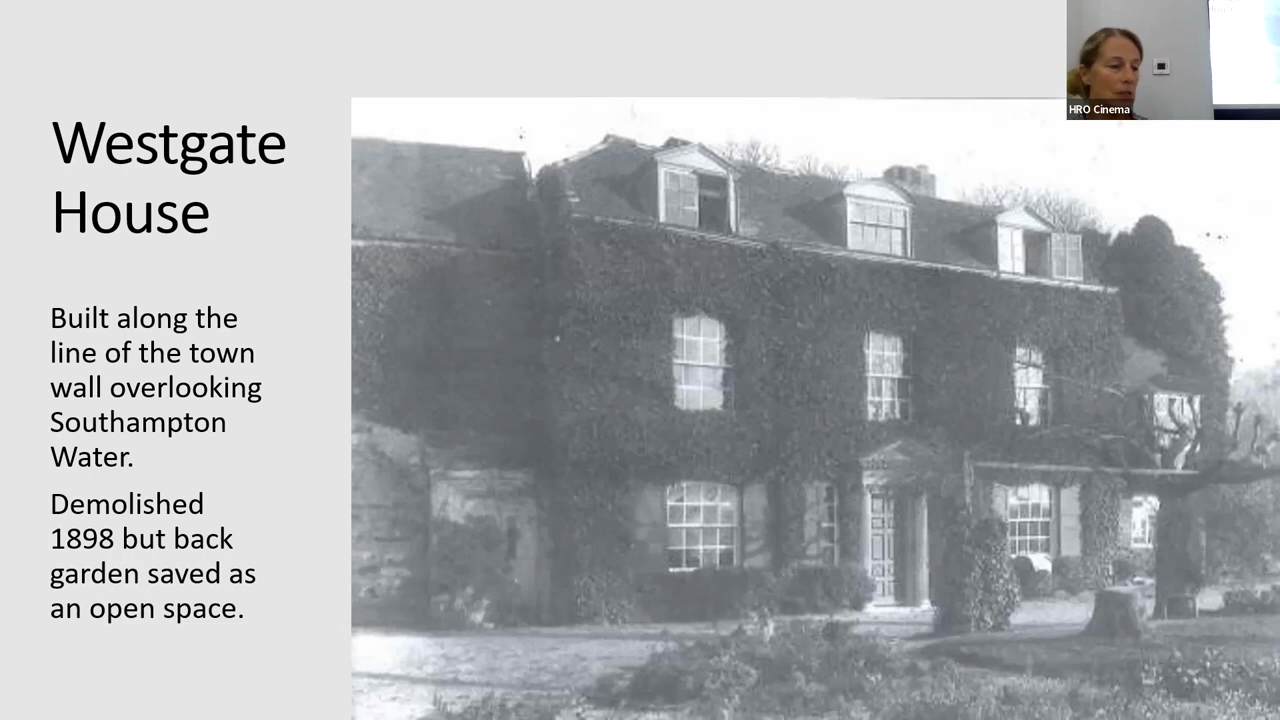 HRO Cinema
Westgate
House
Built along the
line of the town
wall overlooking
Southampton
Water.
Demolished
1898 but back
garden saved as
an open space.